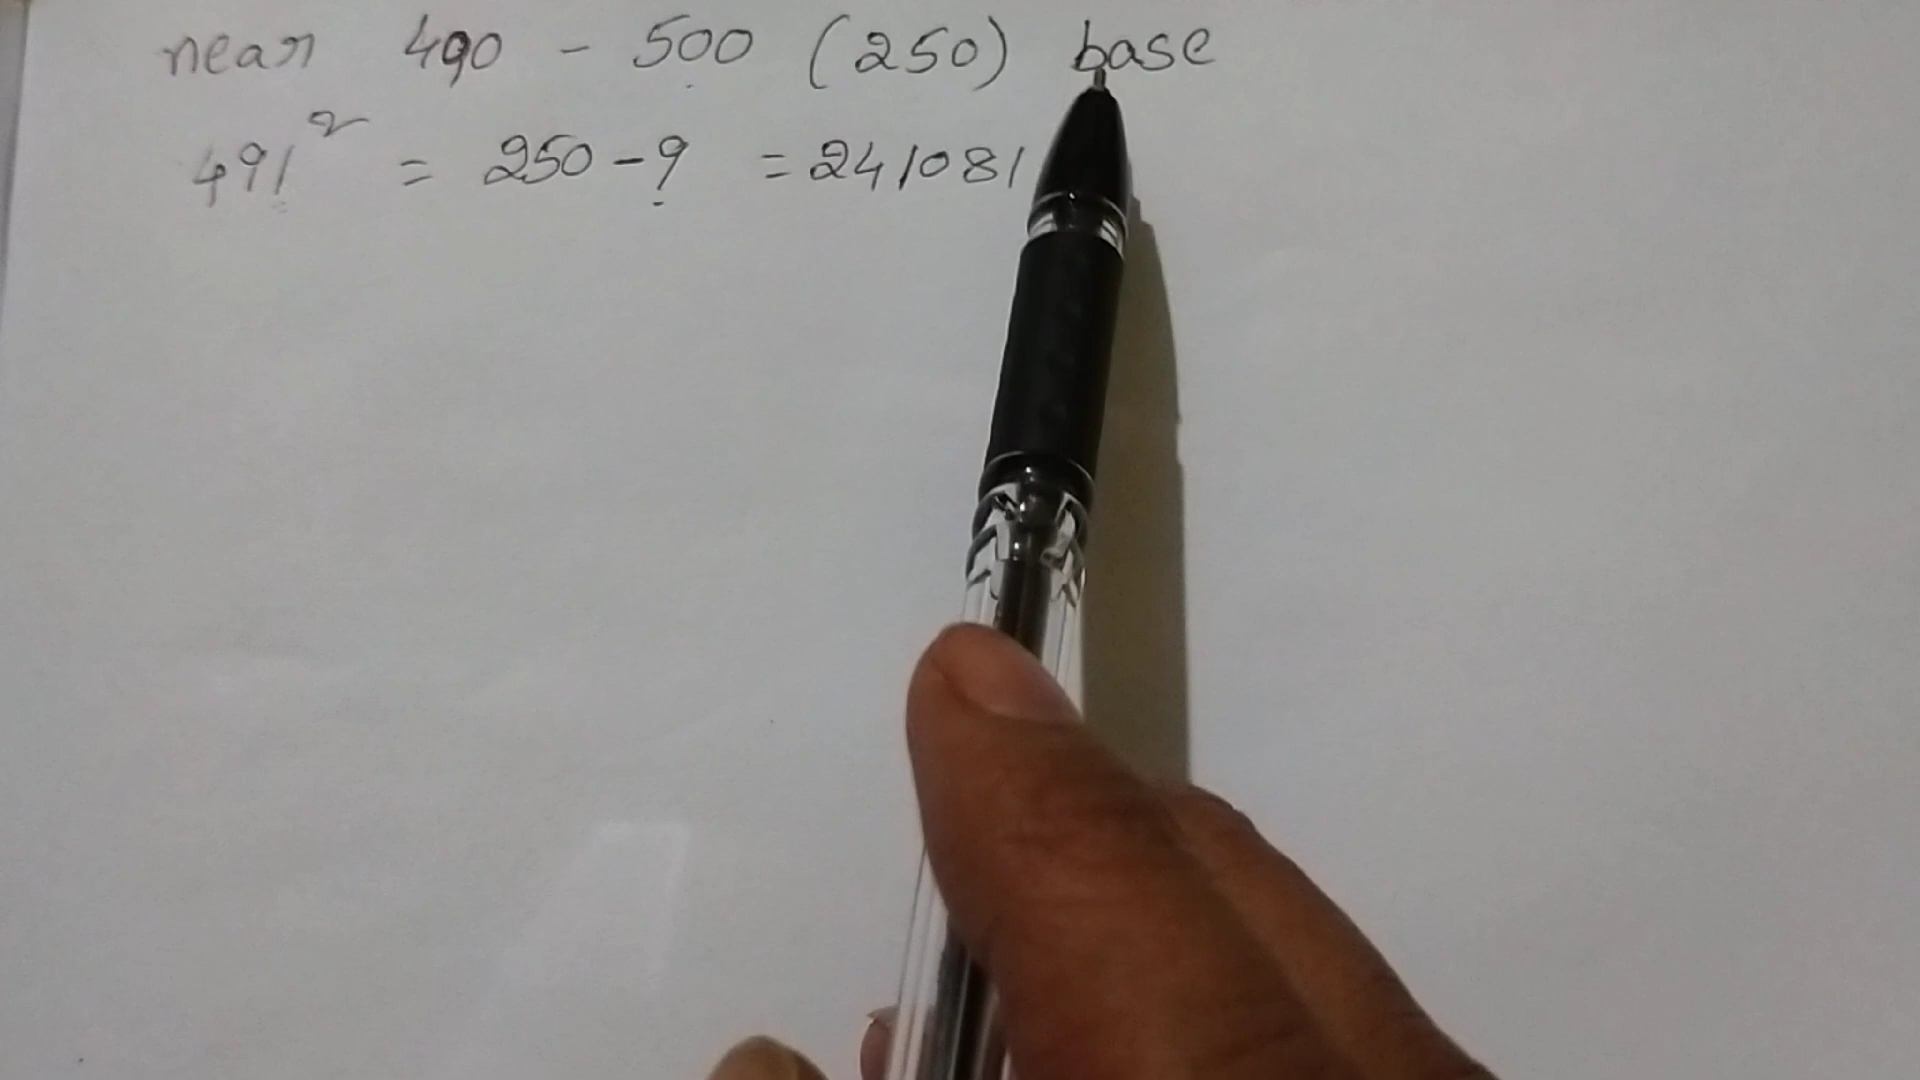 near 490 - 500 (250) base
491² = 250 - 9 = 241081